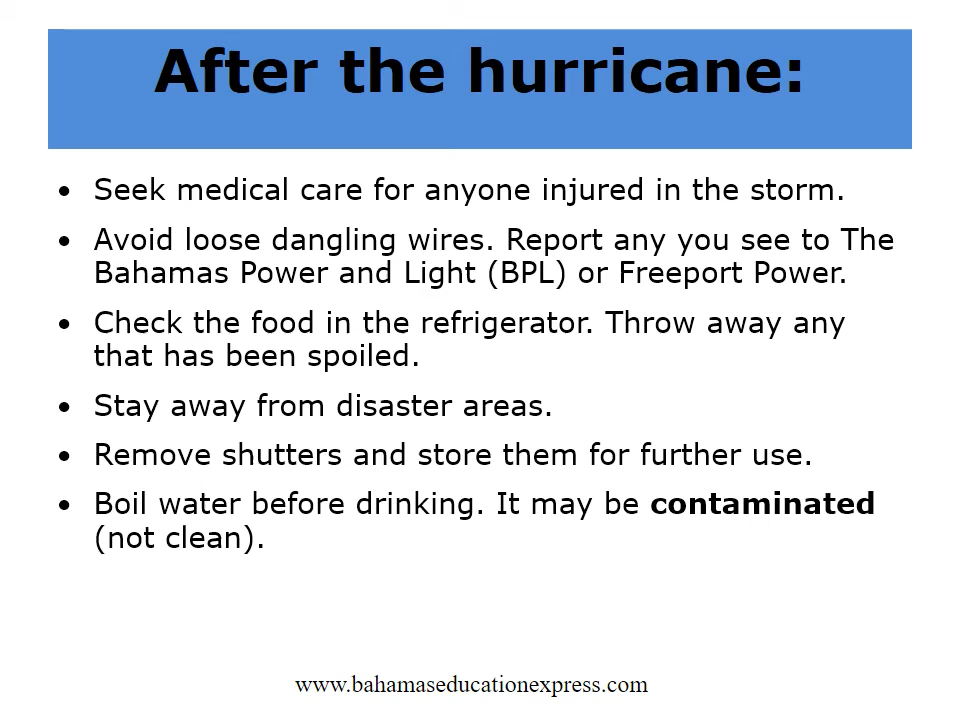 After the hurricane:
• Seek medical care for anyone injured in the storm.
• Avoid loose dangling wires. Report any you see to The
Bahamas Power and Light (BPL) or Freeport Power.
• Check the food in the refrigerator. Throw away any
that has been spoiled.
• Stay away from disaster areas.
• Remove shutters and store them for further use.
• Boil water before drinking. It may be contaminated
(not clean).
www.bahamaseducationexpress.com